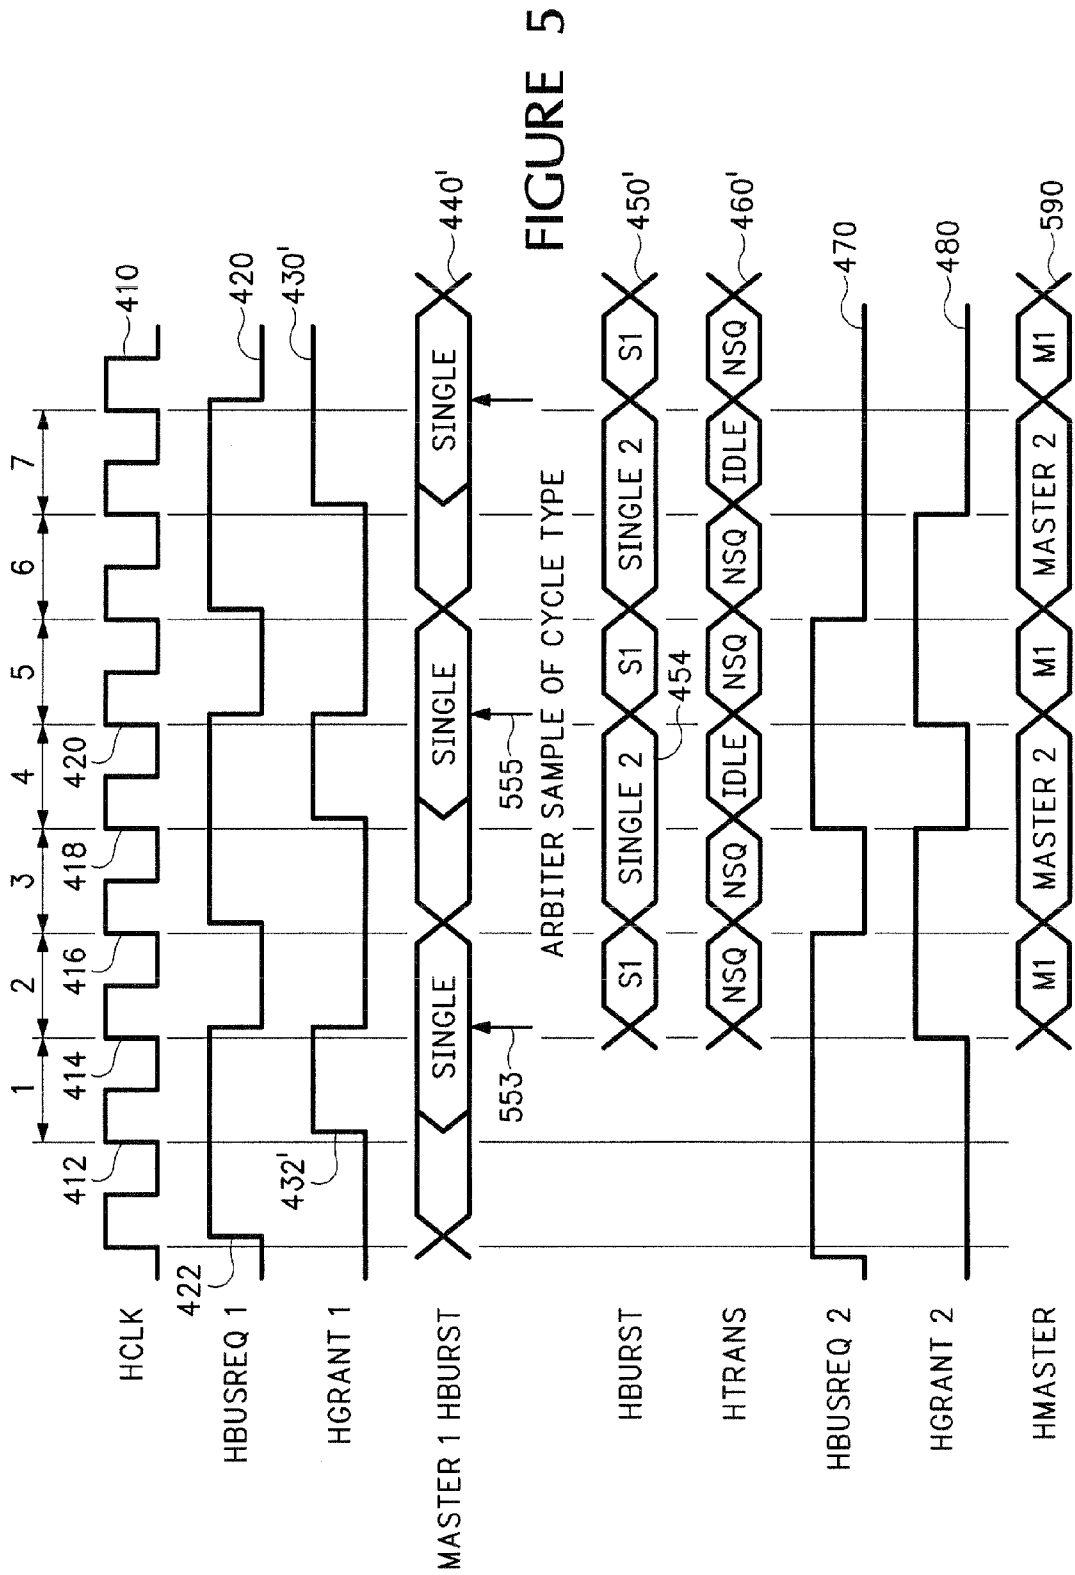 1 2 3 4 5 6 7
HCLK 412 414 416 418 420 410
HBUSREQ 1 422 420
HGRANT 1 432' 430'
MASTER 1 HBURST SINGLE SINGLE SINGLE 440'
553 555
ARBITER SAMPLE OF CYCLE TYPE
FIGURE 5
HBURST S1 SINGLE 2 S1 SINGLE 2 S1 450'
454
HTRANS NSQ NSQ IDLE NSQ NSQ IDLE NSQ 460'
HBUSREQ 2 470
HGRANT 2 480
HMASTER M1 MASTER 2 M1 MASTER 2 M1 590